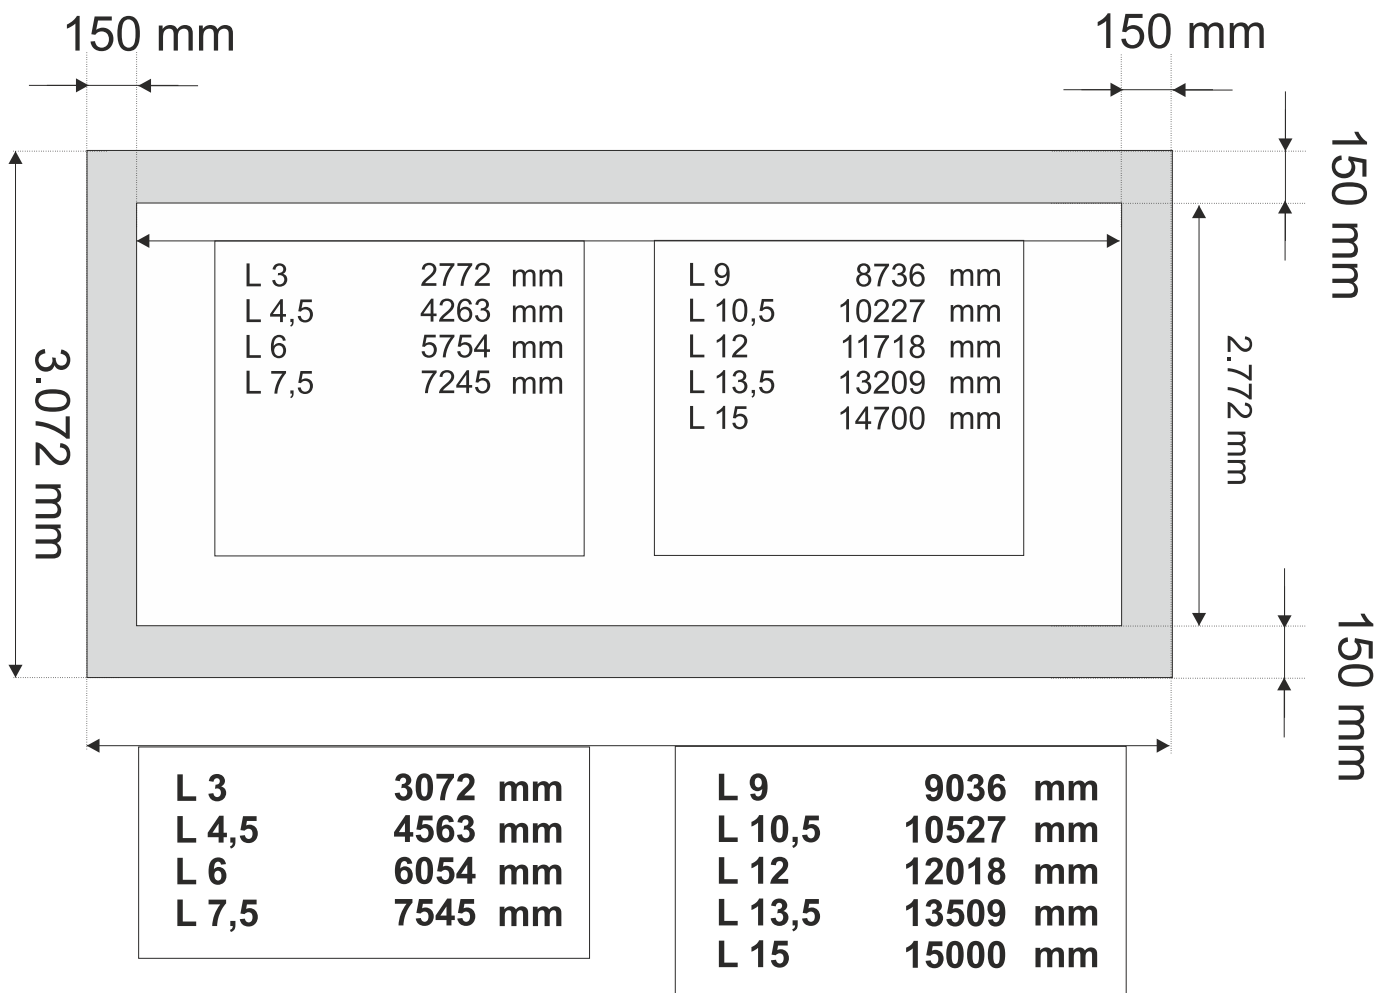 150 mm
150 mm
150 mm
3.072 mm
L 3 2772 mm
L 4,5 4263 mm
L 6 5754 mm
L 7,5 7245 mm
L 9 8736 mm
L 10,5 10227 mm
L 12 11718 mm
L 13,5 13209 mm
L 15 14700 mm
2.772 mm
150 mm
L 3 3072 mm
L 4,5 4563 mm
L 6 6054 mm
L 7,5 7545 mm
L 9 9036 mm
L 10,5 10527 mm
L 12 12018 mm
L 13,5 13509 mm
L 15 15000 mm